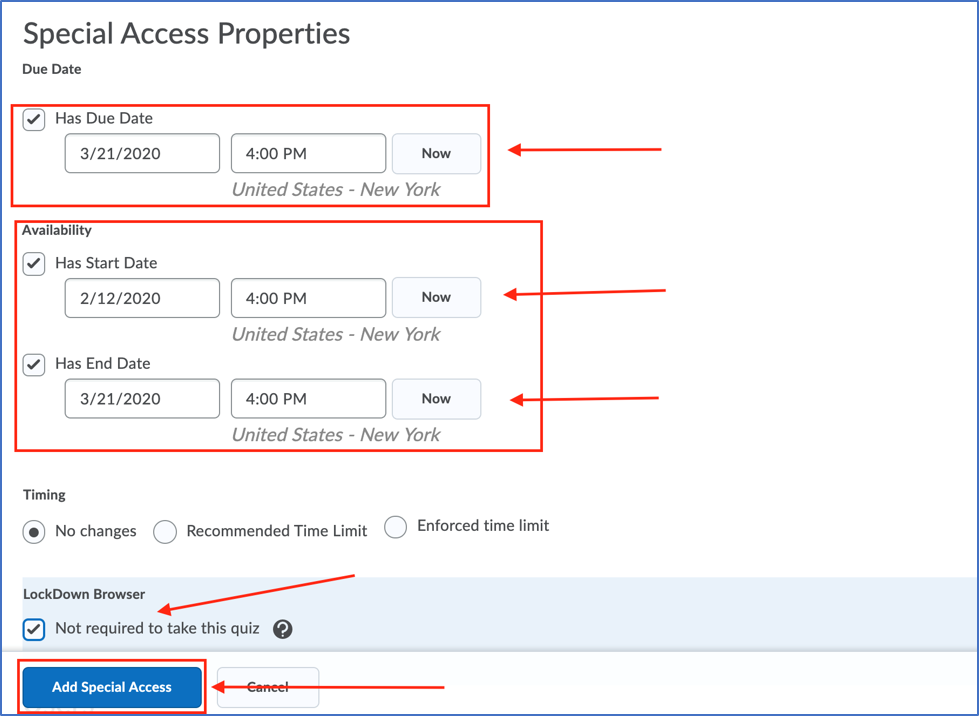 Special Access Properties
Due Date
Has Due Date
3/21/2020 4:00 PM Now
United States - New York
Availability
Has Start Date
2/12/2020 4:00 PM Now
United States - New York
Has End Date
3/21/2020 4:00 PM Now
United States - New York
Timing
No changes Recommended Time Limit Enforced time limit
LockDown Browser
Not required to take this quiz ?
Add Special Access Cancel